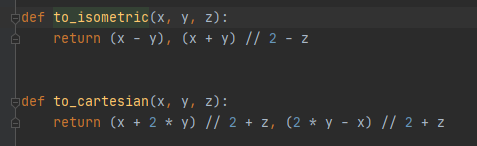 def to_isometric(x, y, z):
    return (x - y), (x + y) // 2 - z
def to_cartesian(x, y, z):
    return (x + 2 * y) // 2 + z, (2 * y - x) // 2 + z